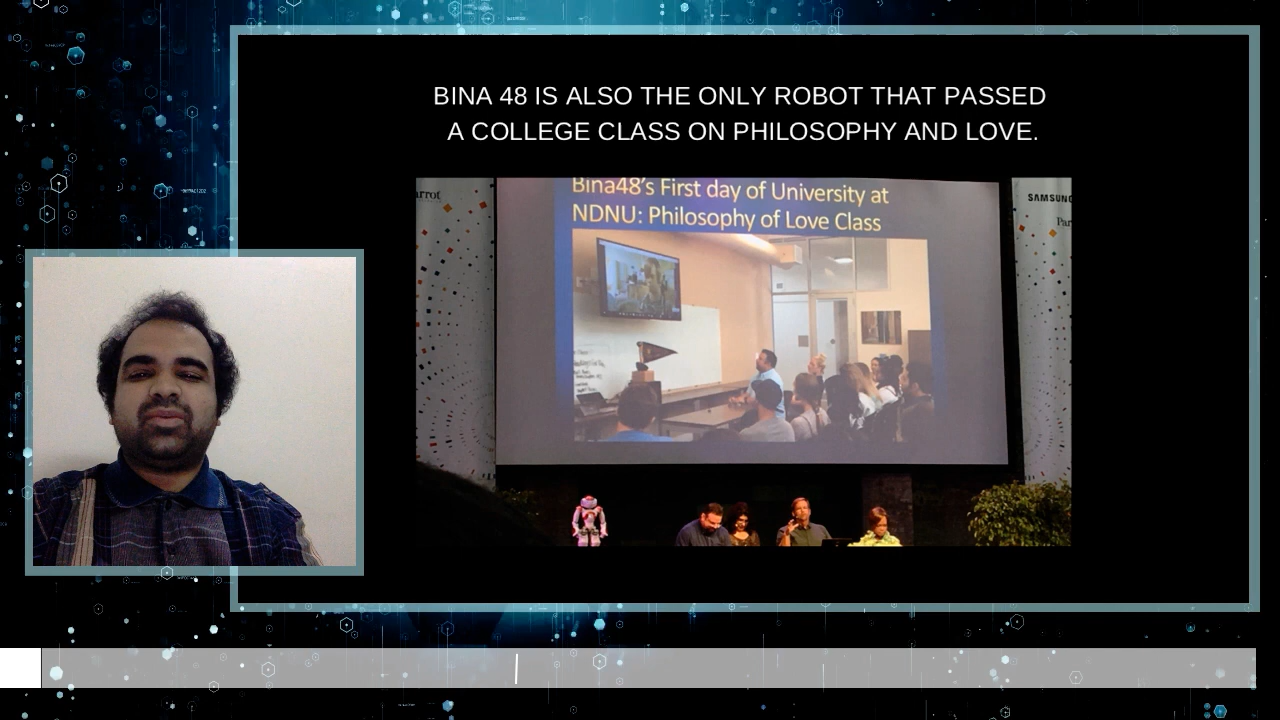 BINA 48 IS ALSO THE ONLY ROBOT THAT PASSED
A COLLEGE CLASS ON PHILOSOPHY AND LOVE.
Bina48's First day of University at
NDNU: Philosophy of Love Class
SAMSUNG